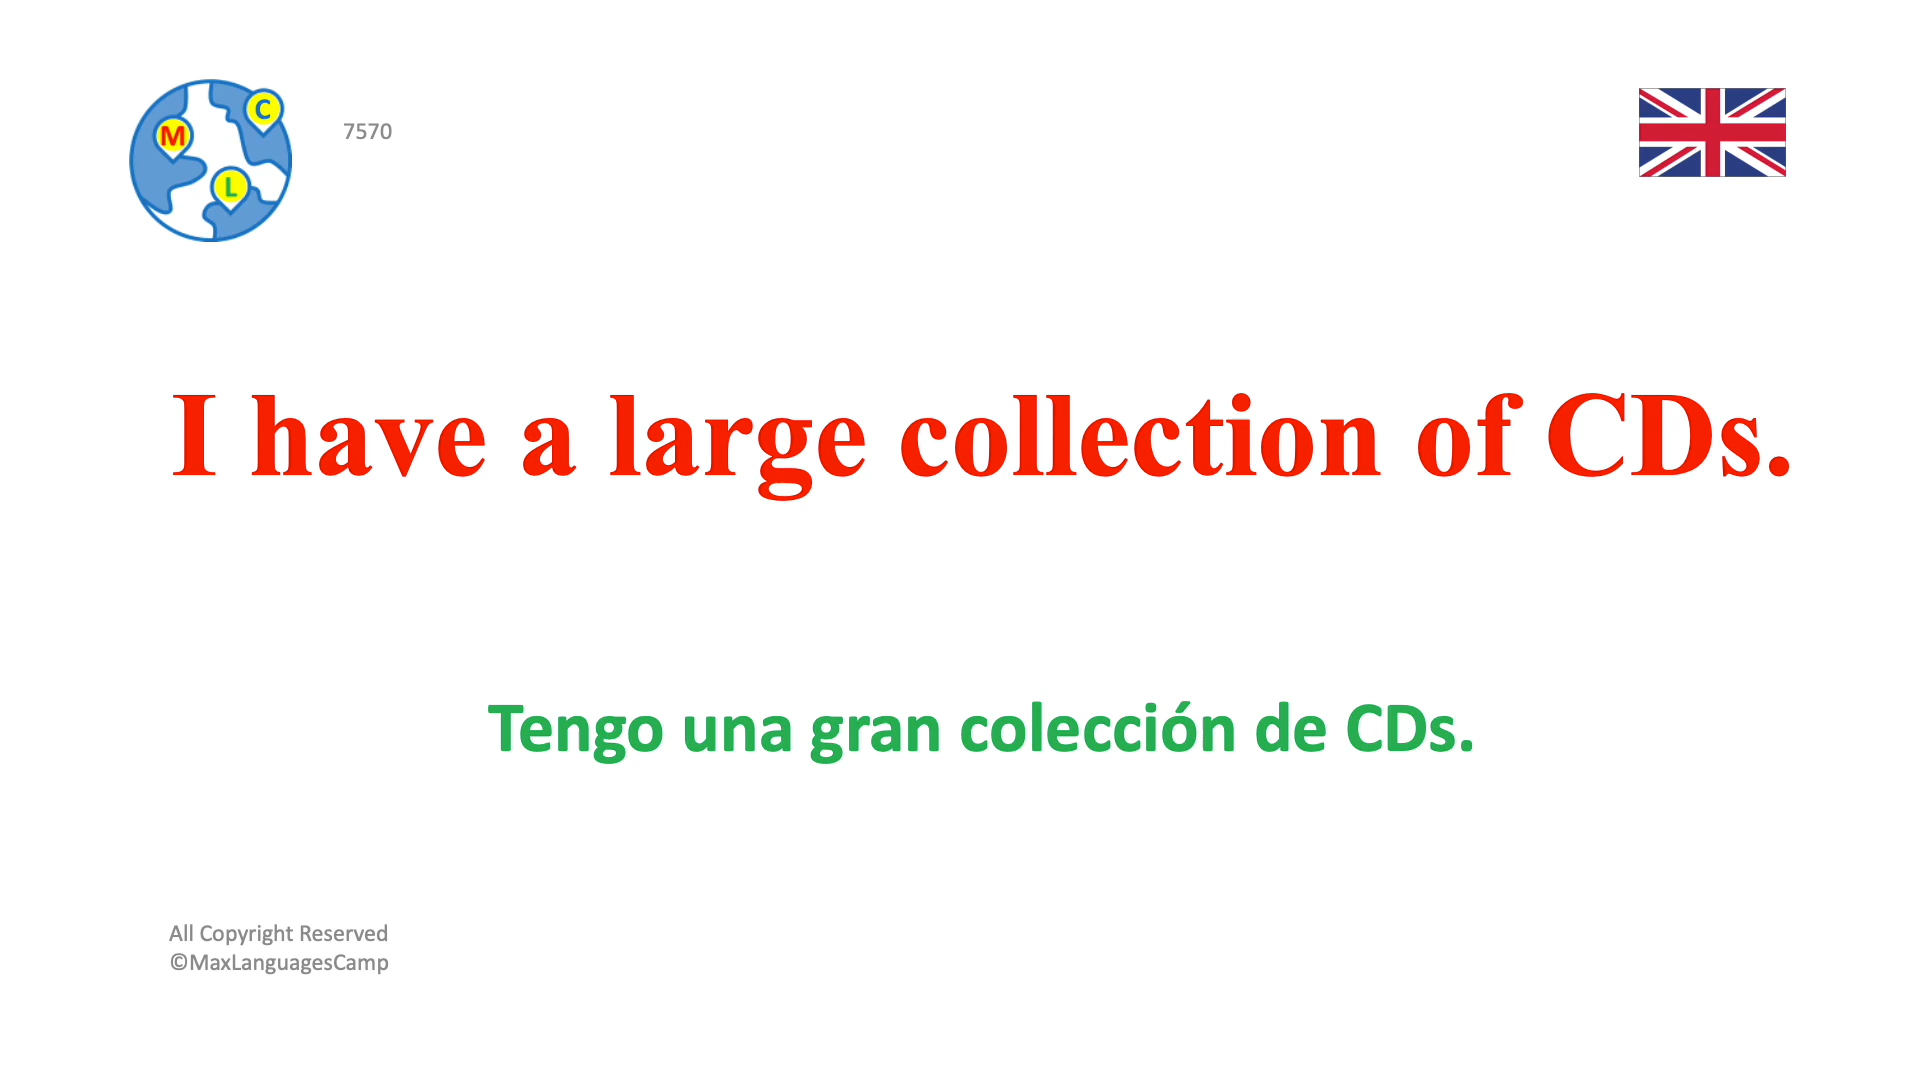 C
M
L
7570
I have a large collection of CDs.
Tengo una gran colección de CDs.
All Copyright Reserved
©MaxLanguagesCamp